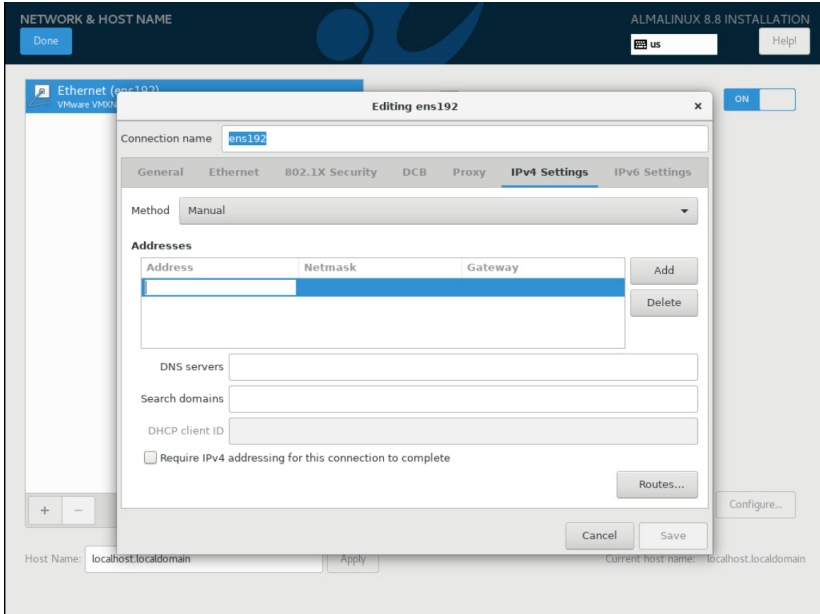 NETWORK & HOST NAME
ALMALINUX 8.8 INSTALLATION
Done
us
Help!
Ethernet (ens192)
VMware VMXN
ON
Editing ens192
Connection name ens192
General Ethernet 802.1X Security DCB Proxy IPv4 Settings IPv6 Settings
Method Manual
Addresses
Address Netmask Gateway
Add
Delete
DNS servers
Search domains
DHCP client ID
Require IPv4 addressing for this connection to complete
Routes...
Configure...
Cancel Save
Host Name: localhost.localdomain Apply Current host name: localhost.localdomain